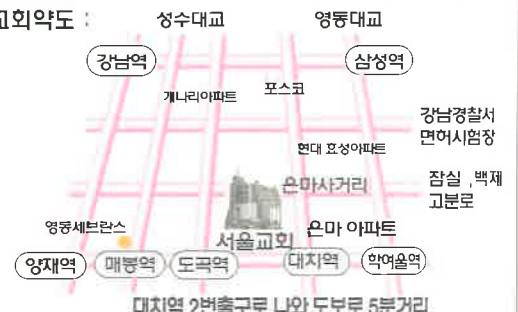 교회약도 :
성수대교 영동대교
강남역 삼성역
개나리아파트 포스코
강남경찰서
면허시험장
현대 효성아파트
은마사거리
잠실 ,백제
고분로
영동세브란스
서울교회
은마 아파트
양재역 매봉역 도곡역 대치역 학여울역
대치역 2번출구로 나와 도보로 5분거리